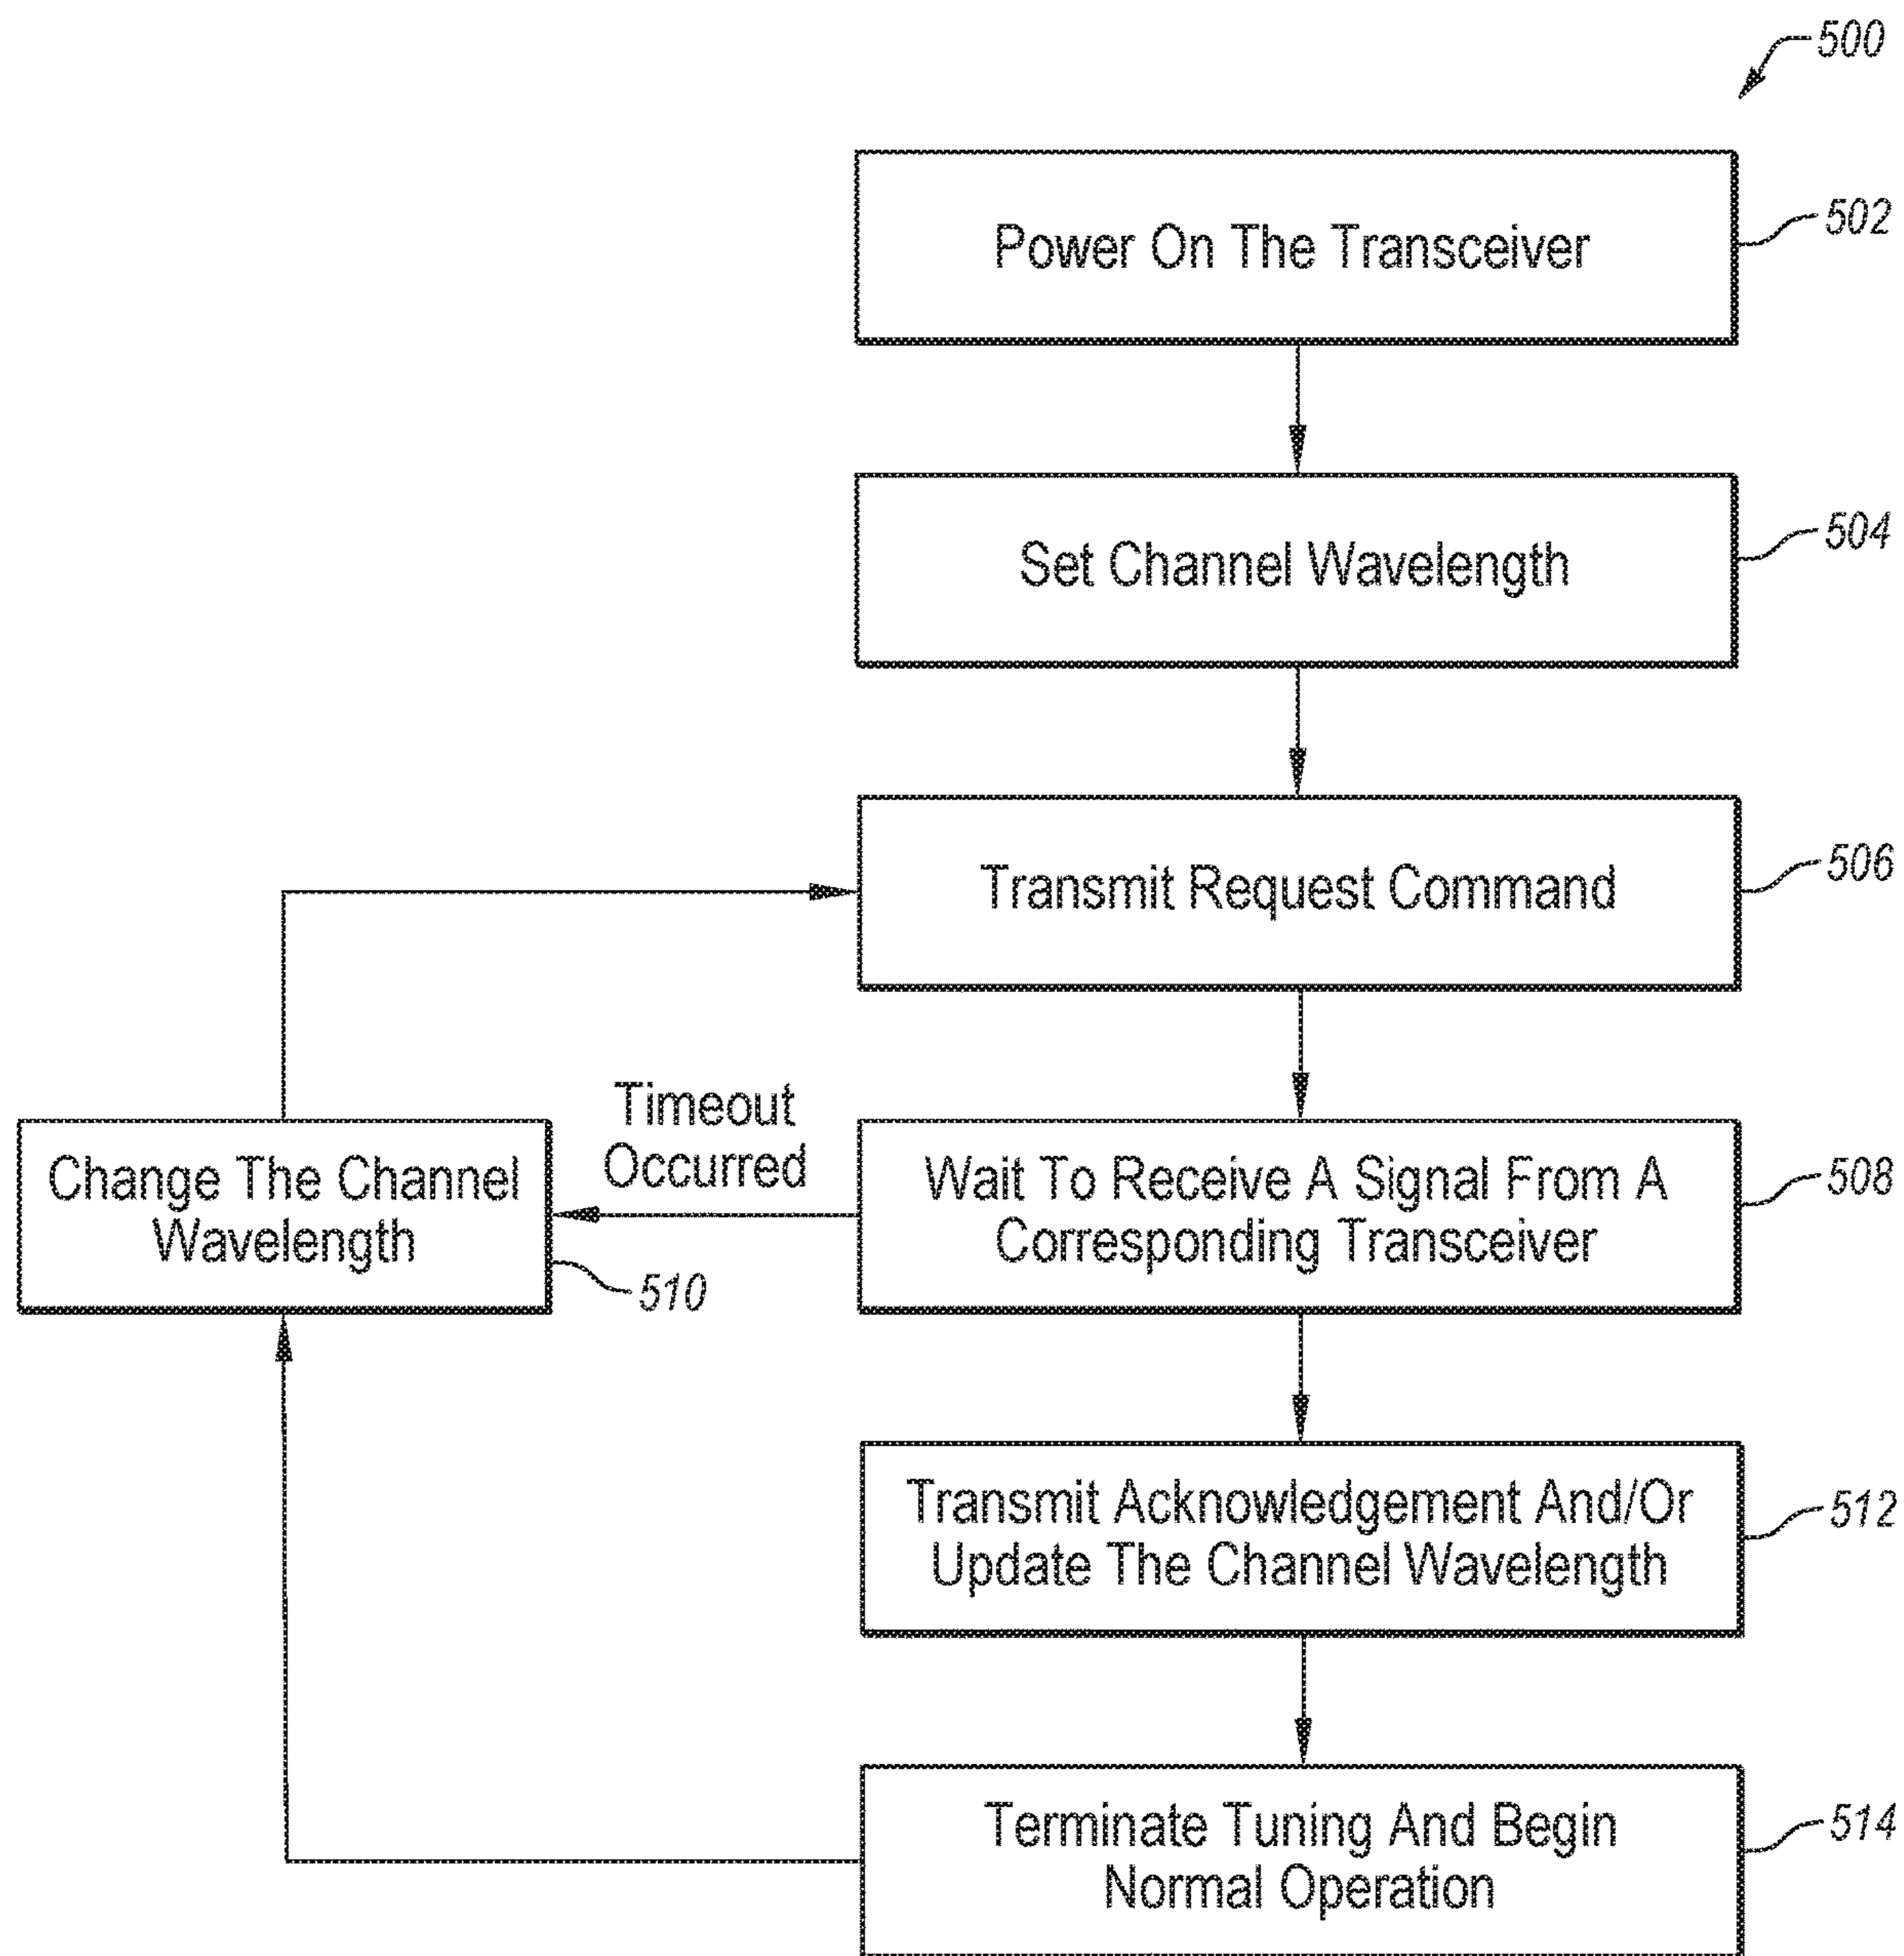 500
Power On The Transceiver
502
Set Channel Wavelength
504
Transmit Request Command
506
Timeout
Occurred
Change The Channel
Wavelength
510
Wait To Receive A Signal From A
Corresponding Transceiver
508
Transmit Acknowledgement And/Or
Update The Channel Wavelength
512
Terminate Tuning And Begin
Normal Operation
514